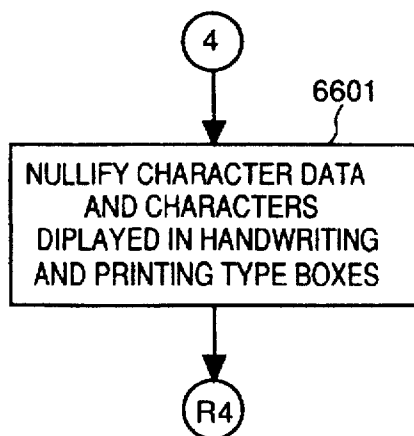 4
6601
NULLIFY CHARACTER DATA
AND CHARACTERS
DIPLAYED IN HANDWRITING
AND PRINTING TYPE BOXES
R4